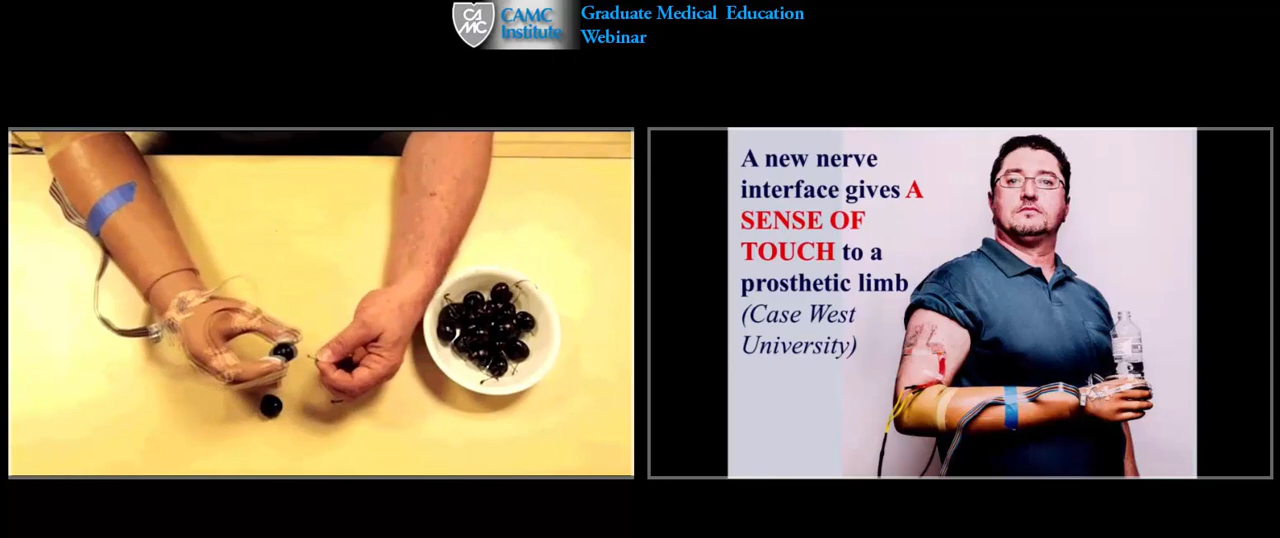 CAMC
CAMC
Institute
Graduate Medical Education
Webinar
A new nerve
interface gives A
SENSE OF
TOUCH to a
prosthetic limb
(Case West
University)